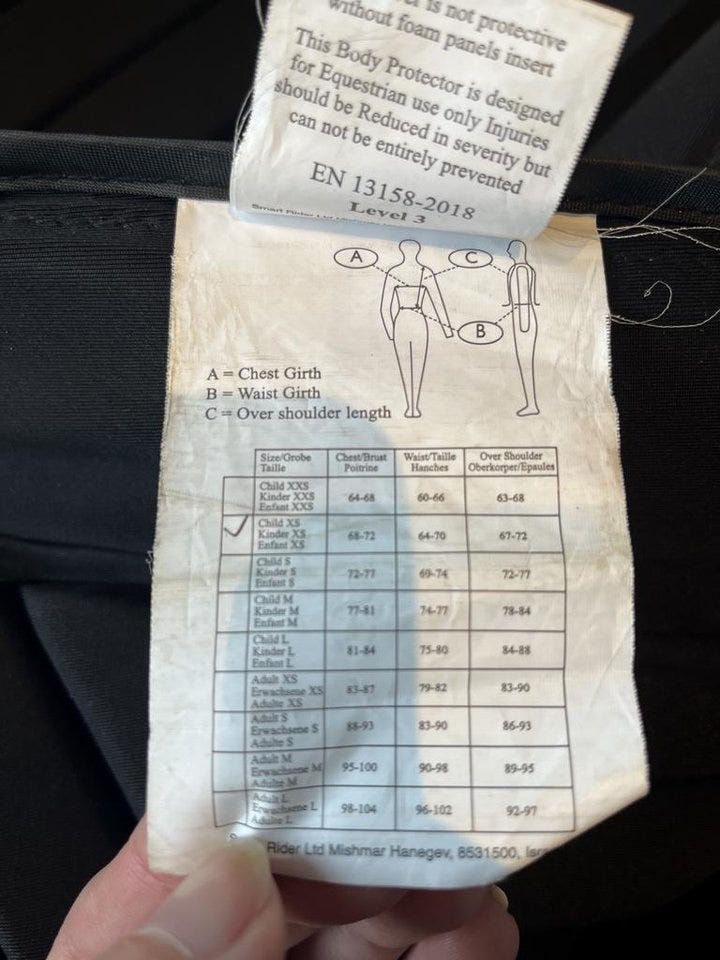 is not protective
without foam panels insert
This Body Protector is designed
for Equestrian use only Injuries
should be Reduced in severity but
can not be entirely prevented
EN 13158-2018
Level 3
A
C
B
A = Chest Girth
B = Waist Girth
C = Over shoulder length
Size/Grobe Chest/Brust Waist/Taille Over Shoulder
Taille Poitrine Hanches Oberkorper/Epaules
Child XXS
Kinder XXS 64-68 60-66 63-68
Enfant XXS
✓ Child XS
Kinder XS 68-72 64-70 67-72
Enfant XS
Child S
Kinder S 72-77 69-74 72-77
Enfant S
Child M
Kinder M 77-81 74-77 78-84
Enfant M
Child L
Kinder L 81-84 75-80 84-88
Enfant L
Adult XS
Erwachsene XS 83-87 79-82 83-90
Adulte XS
Adult S
Erwachsene S 88-93 83-90 86-93
Adulte S
Adult M
Erwachsene M 95-100 90-98 89-95
Adulte M
Adult L
Erwachsene L 98-104 96-102 92-97
Adulte L
Rider Ltd Mishmar Hanegev, 8531500,